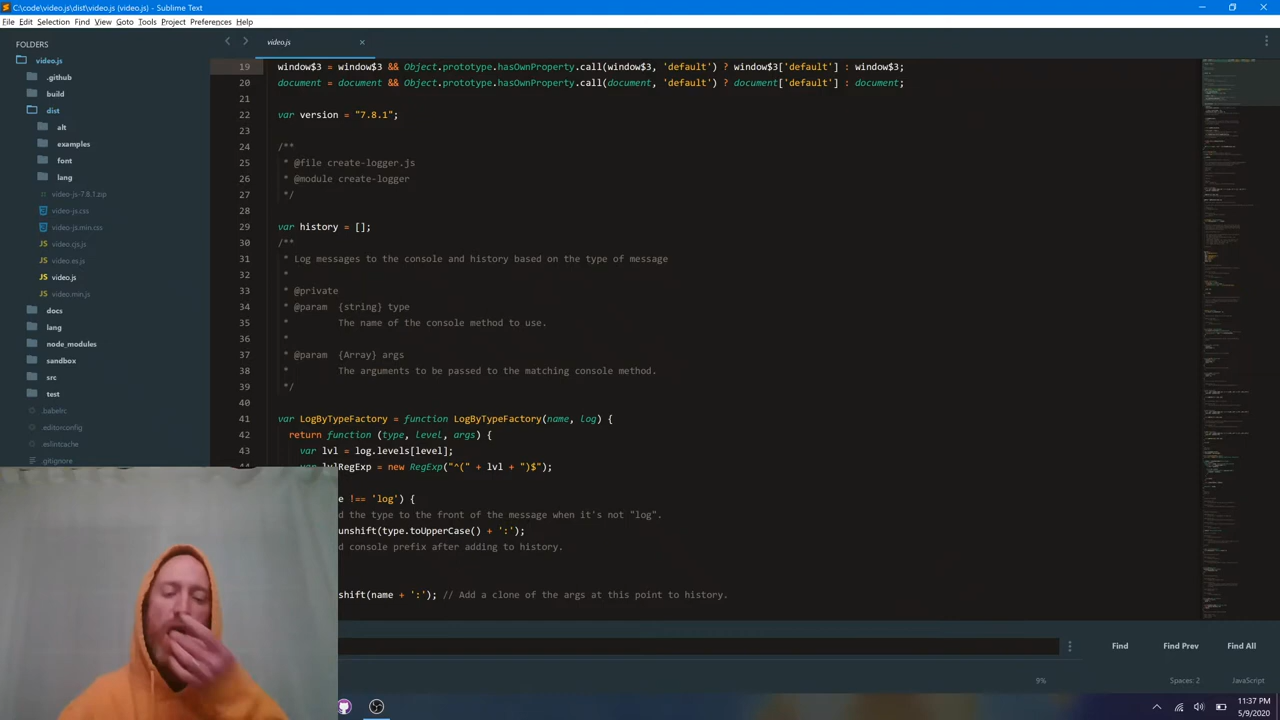 C:\code\video.js\dist\video.js (video.js) - Sublime Text
File Edit Selection Find View Goto Tools Project Preferences Help
FOLDERS
video.js
.github
build
dist
alt
examples
font
lang
video-js-7.8.1.zip
video-js.css
video-js.min.css
JS video.cjs.js
JS video.es.js
JS video.js
JS video.min.js
docs
lang
node_modules
sandbox
src
test
.babelrc
.editorconfig
.eslintcache
.gitignore
video.js
19 window$3 = window$3 && Object.prototype.hasOwnProperty.call(window$3, 'default') ? window$3['default'] : window$3;
20 document = document && Object.prototype.hasOwnProperty.call(document, 'default') ? document['default'] : document;
21
22 var version = "7.8.1";
23
24 /**
25 * @file create-logger.js
26 * @module create-logger
27 */
28
29 var history = [];
30 /**
31 * Log messages to the console and history based on the type of message
32 *
33 * @private
34 * @param {string} type
35 * The name of the console method to use.
36 *
37 * @param {Array} args
38 * The arguments to be passed to the matching console method.
39 */
40
41 var LogByTypeFactory = function LogByTypeFactory(name, log) {
42 return function (type, level, args) {
43 var lvl = log.levels[level];
44 var lvlRegExp = new RegExp("^(" + lvl + ")$");
!== 'log') {
the type to the front of the message when it's not "log".
console prefix after adding to history.
shift(name + ':'); // Add a clone of the args at this point to history.
Find Find Prev Find All
9% Spaces: 2 JavaScript
11:37 PM
5/9/2020